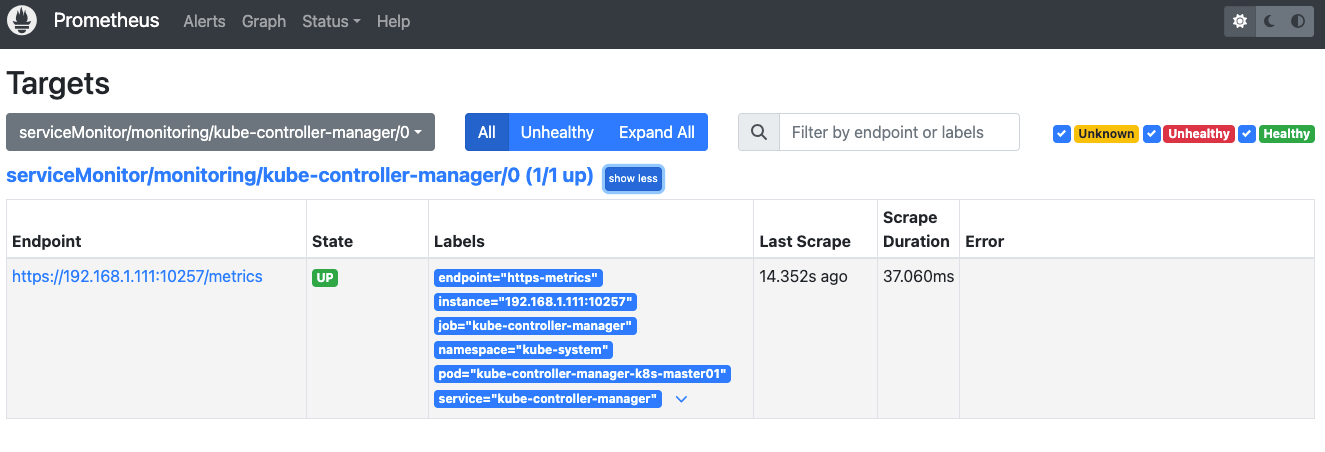 Prometheus Alerts Graph Status Help
Targets
serviceMonitor/monitoring/kube-controller-manager/0 All Unhealthy Expand All Filter by endpoint or labels Unknown Unhealthy Healthy
serviceMonitor/monitoring/kube-controller-manager/0 (1/1 up) show less
Endpoint State Labels Last Scrape Scrape Duration Error
https://192.168.1.111:10257/metrics UP endpoint="https-metrics" 14.352s ago 37.060ms
instance="192.168.1.111:10257"
job="kube-controller-manager"
namespace="kube-system"
pod="kube-controller-manager-k8s-master01"
service="kube-controller-manager"